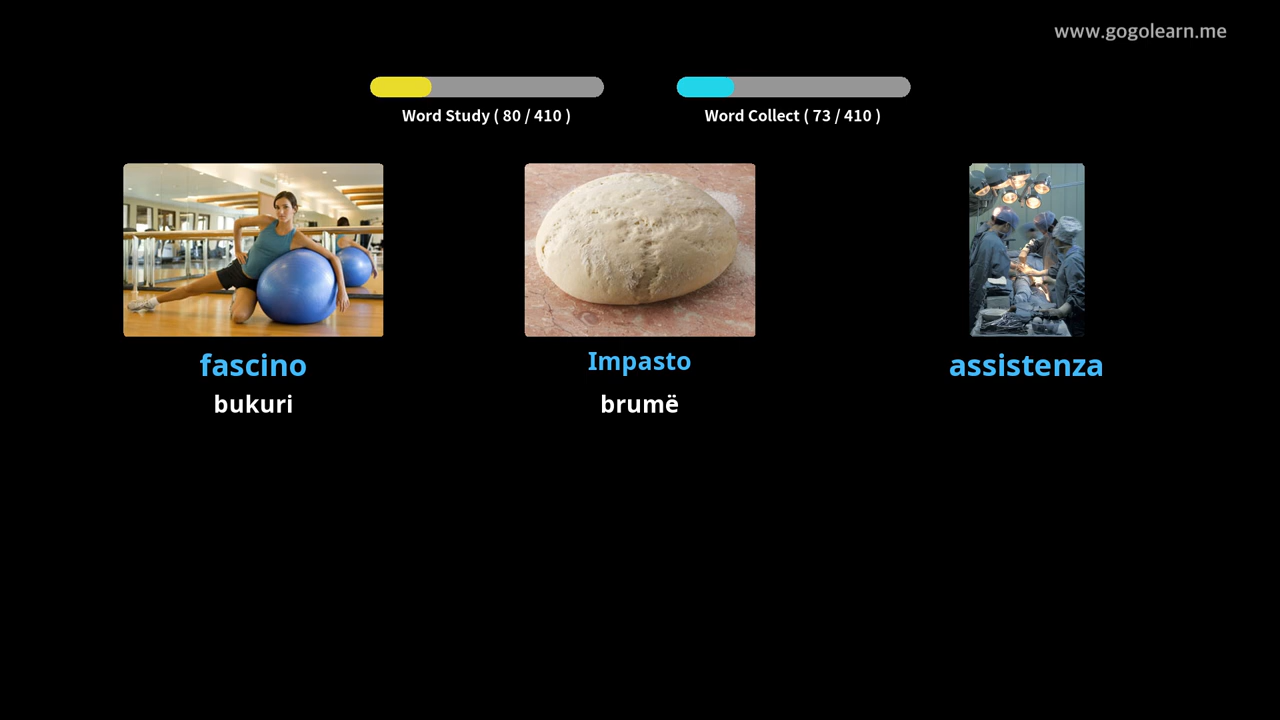 www.gogolearn.me
Word Study ( 80 / 410 )
Word Collect ( 73 / 410 )
fascino
bukuri
Impasto
brumë
assistenza